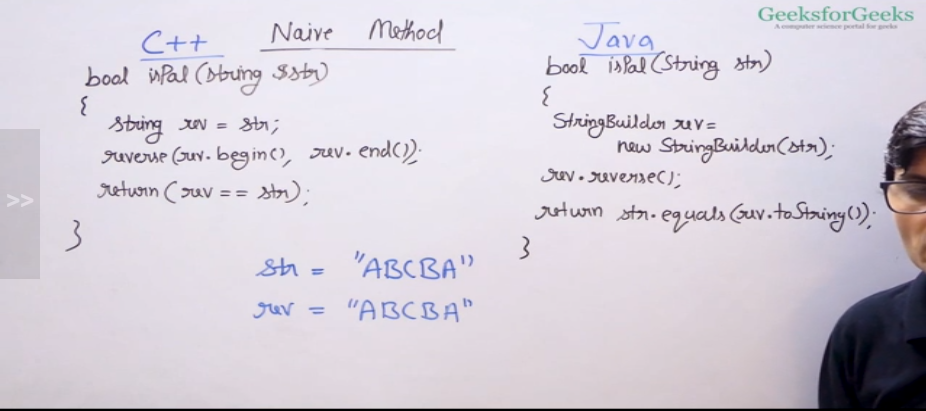 GeeksforGeeks
A computer science portal for geeks
Naive Method
C++
bool isPal(string &str)
{
string rev = str;
reverse(rev.begin(), rev.end());
return (rev == str);
}
Java
bool isPal(String str)
{
StringBuilder rev=
new StringBuilder(str);
rev.reverse();
return str.equals(rev.toString());
}
str = "ABCBA"
rev = "ABCBA"
>>